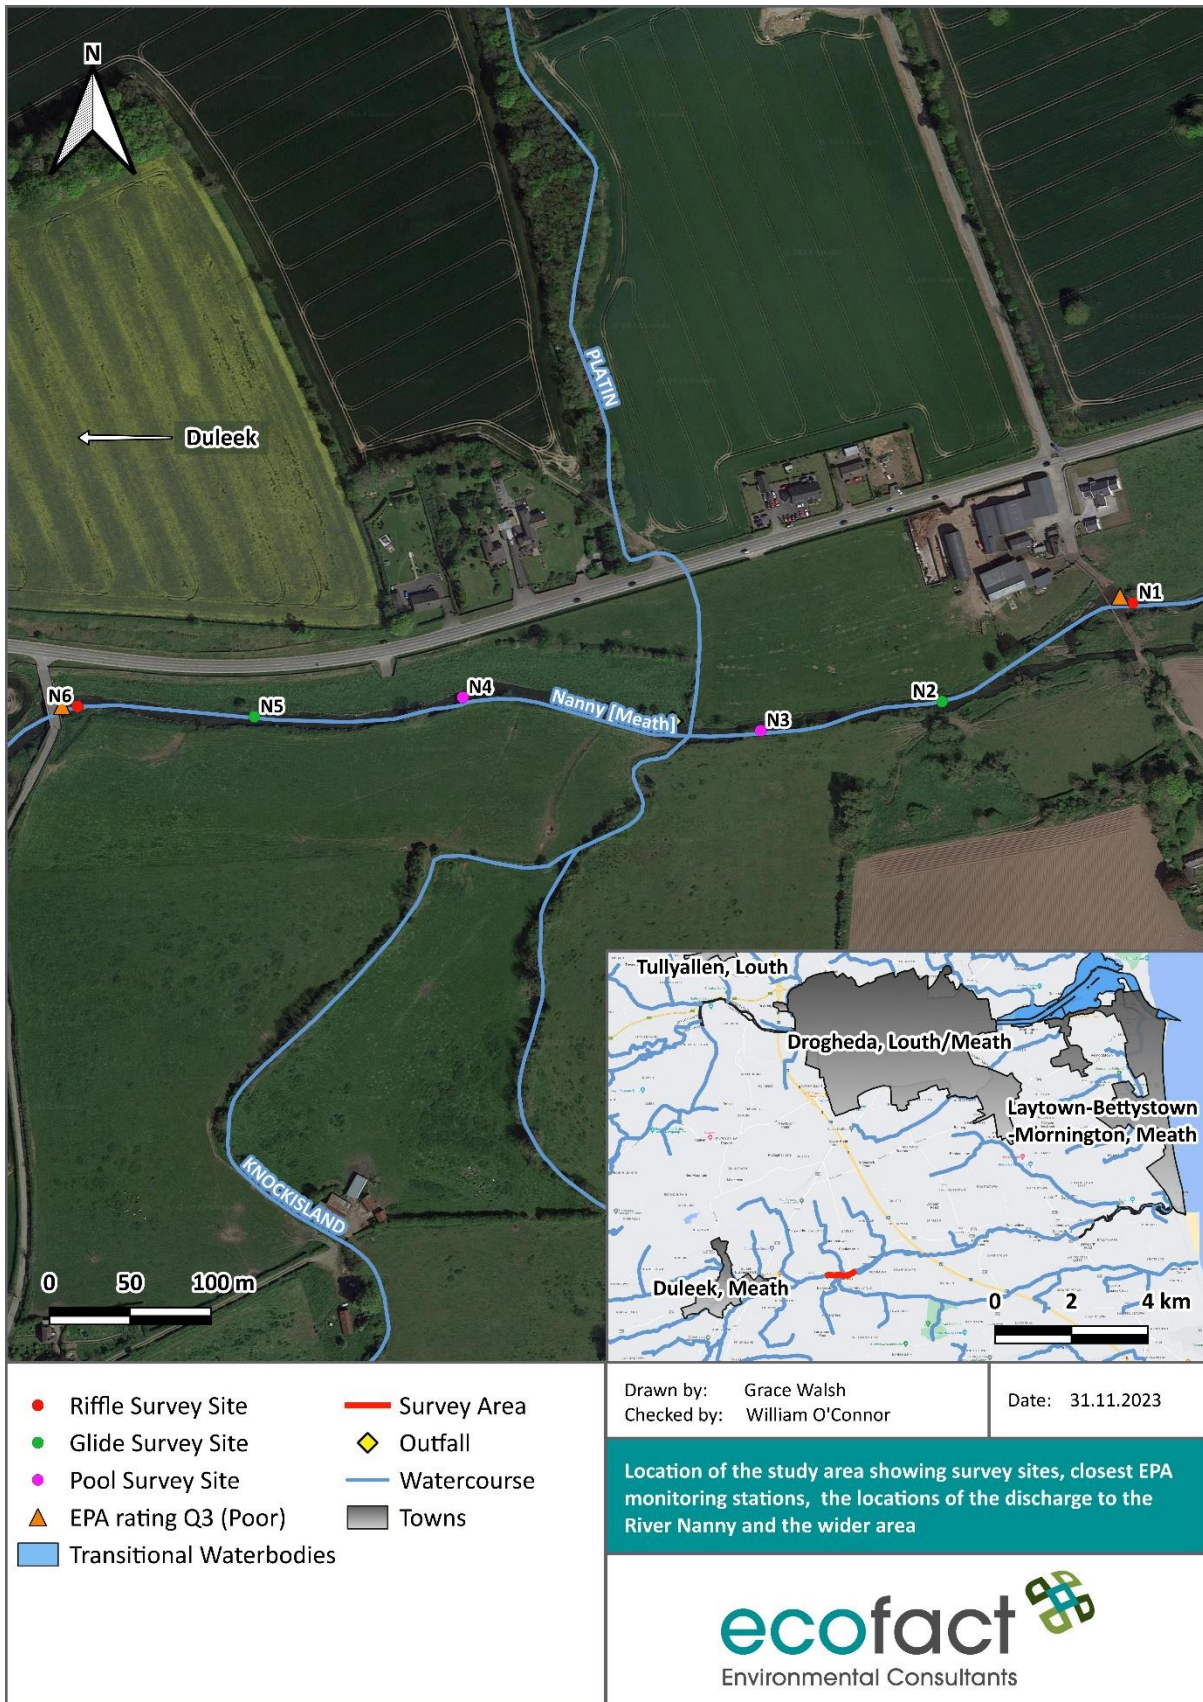 N
PLATIN
Duleek
N1
N6
N5
N4
Nanny [Meath]
N3
N2
KNOCKISLAND
0 50 100 m
Tullyallen, Louth
Drogheda, Louth/Meath
Laytown-Bettystown
-Mornington, Meath
Duleek, Meath
0 2 4 km
Riffle Survey Site
Glide Survey Site
Pool Survey Site
EPA rating Q3 (Poor)
Transitional Waterbodies
Survey Area
Outfall
Watercourse
Towns
Drawn by: Grace Walsh
Checked by: William O'Connor
Date: 31.11.2023
Location of the study area showing survey sites, closest EPA
monitoring stations, the locations of the discharge to the
River Nanny and the wider area
ecofact
Environmental Consultants